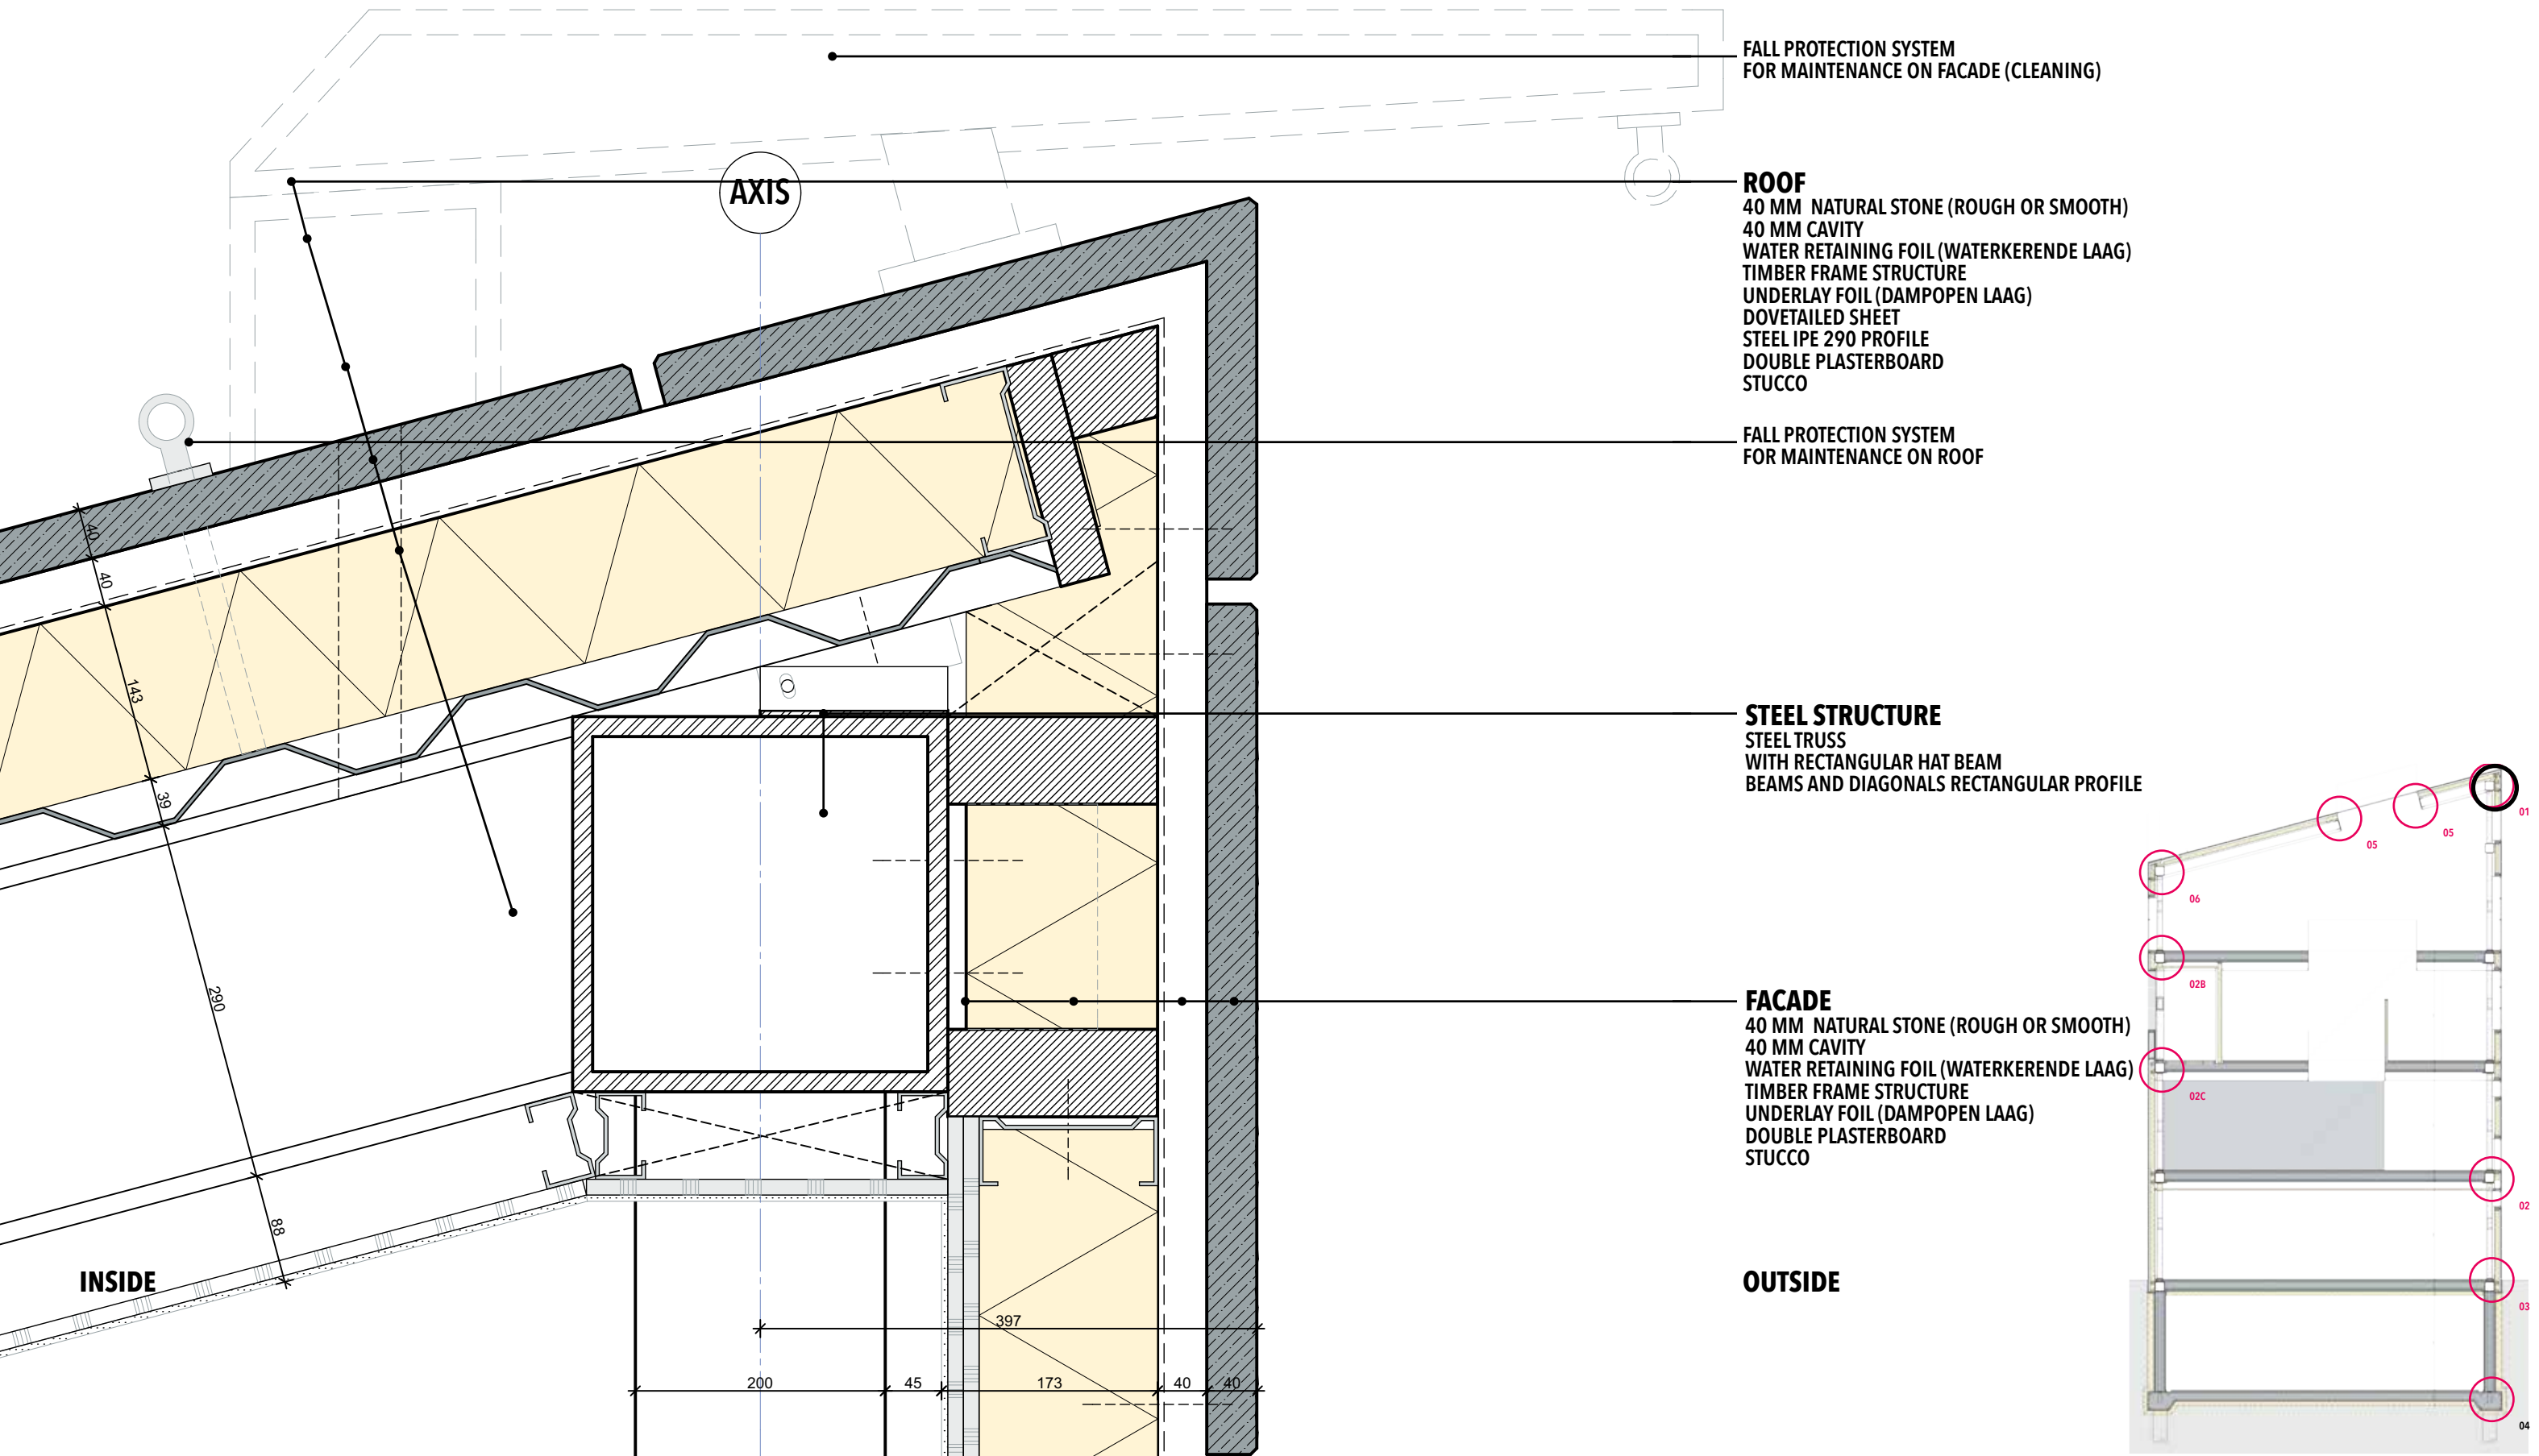 FALL PROTECTION SYSTEM
FOR MAINTENANCE ON FACADE (CLEANING)
AXIS
ROOF
40 MM NATURAL STONE (ROUGH OR SMOOTH)
40 MM CAVITY
WATER RETAINING FOIL (WATERKERENDE LAAG)
TIMBER FRAME STRUCTURE
UNDERLAY FOIL (DAMPOPEN LAAG)
DOVETAILED SHEET
STEEL IPE 290 PROFILE
DOUBLE PLASTERBOARD
STUCCO
FALL PROTECTION SYSTEM
FOR MAINTENANCE ON ROOF
40
40
143
39
290
88
STEEL STRUCTURE
STEEL TRUSS
WITH RECTANGULAR HAT BEAM
BEAMS AND DIAGONALS RECTANGULAR PROFILE
FACADE
40 MM NATURAL STONE (ROUGH OR SMOOTH)
40 MM CAVITY
WATER RETAINING FOIL (WATERKERENDE LAAG)
TIMBER FRAME STRUCTURE
UNDERLAY FOIL (DAMPOPEN LAAG)
DOUBLE PLASTERBOARD
STUCCO
INSIDE
OUTSIDE
397
200
45
173
40
40
01
05
05
06
02B
02C
02
03
04